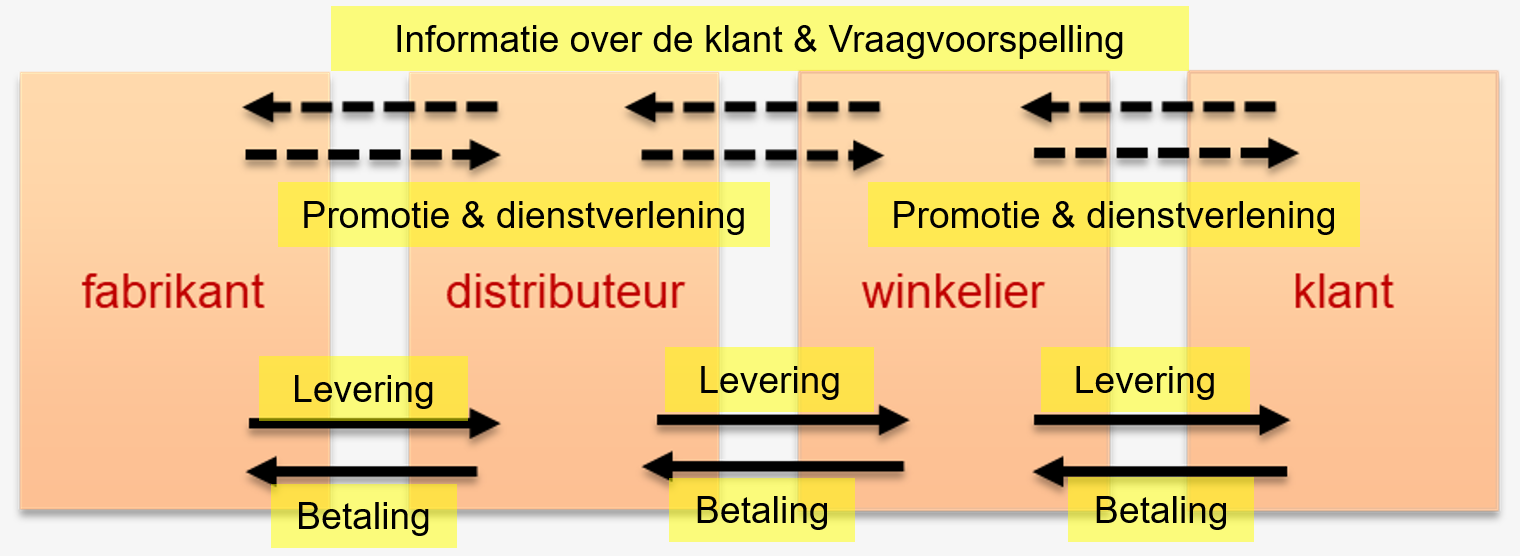 Informatie over de klant & Vraagvoorspelling
Promotie & dienstverlening
Promotie & dienstverlening
fabrikant
distributeur
winkelier
klant
Levering
Levering
Levering
Betaling
Betaling
Betaling